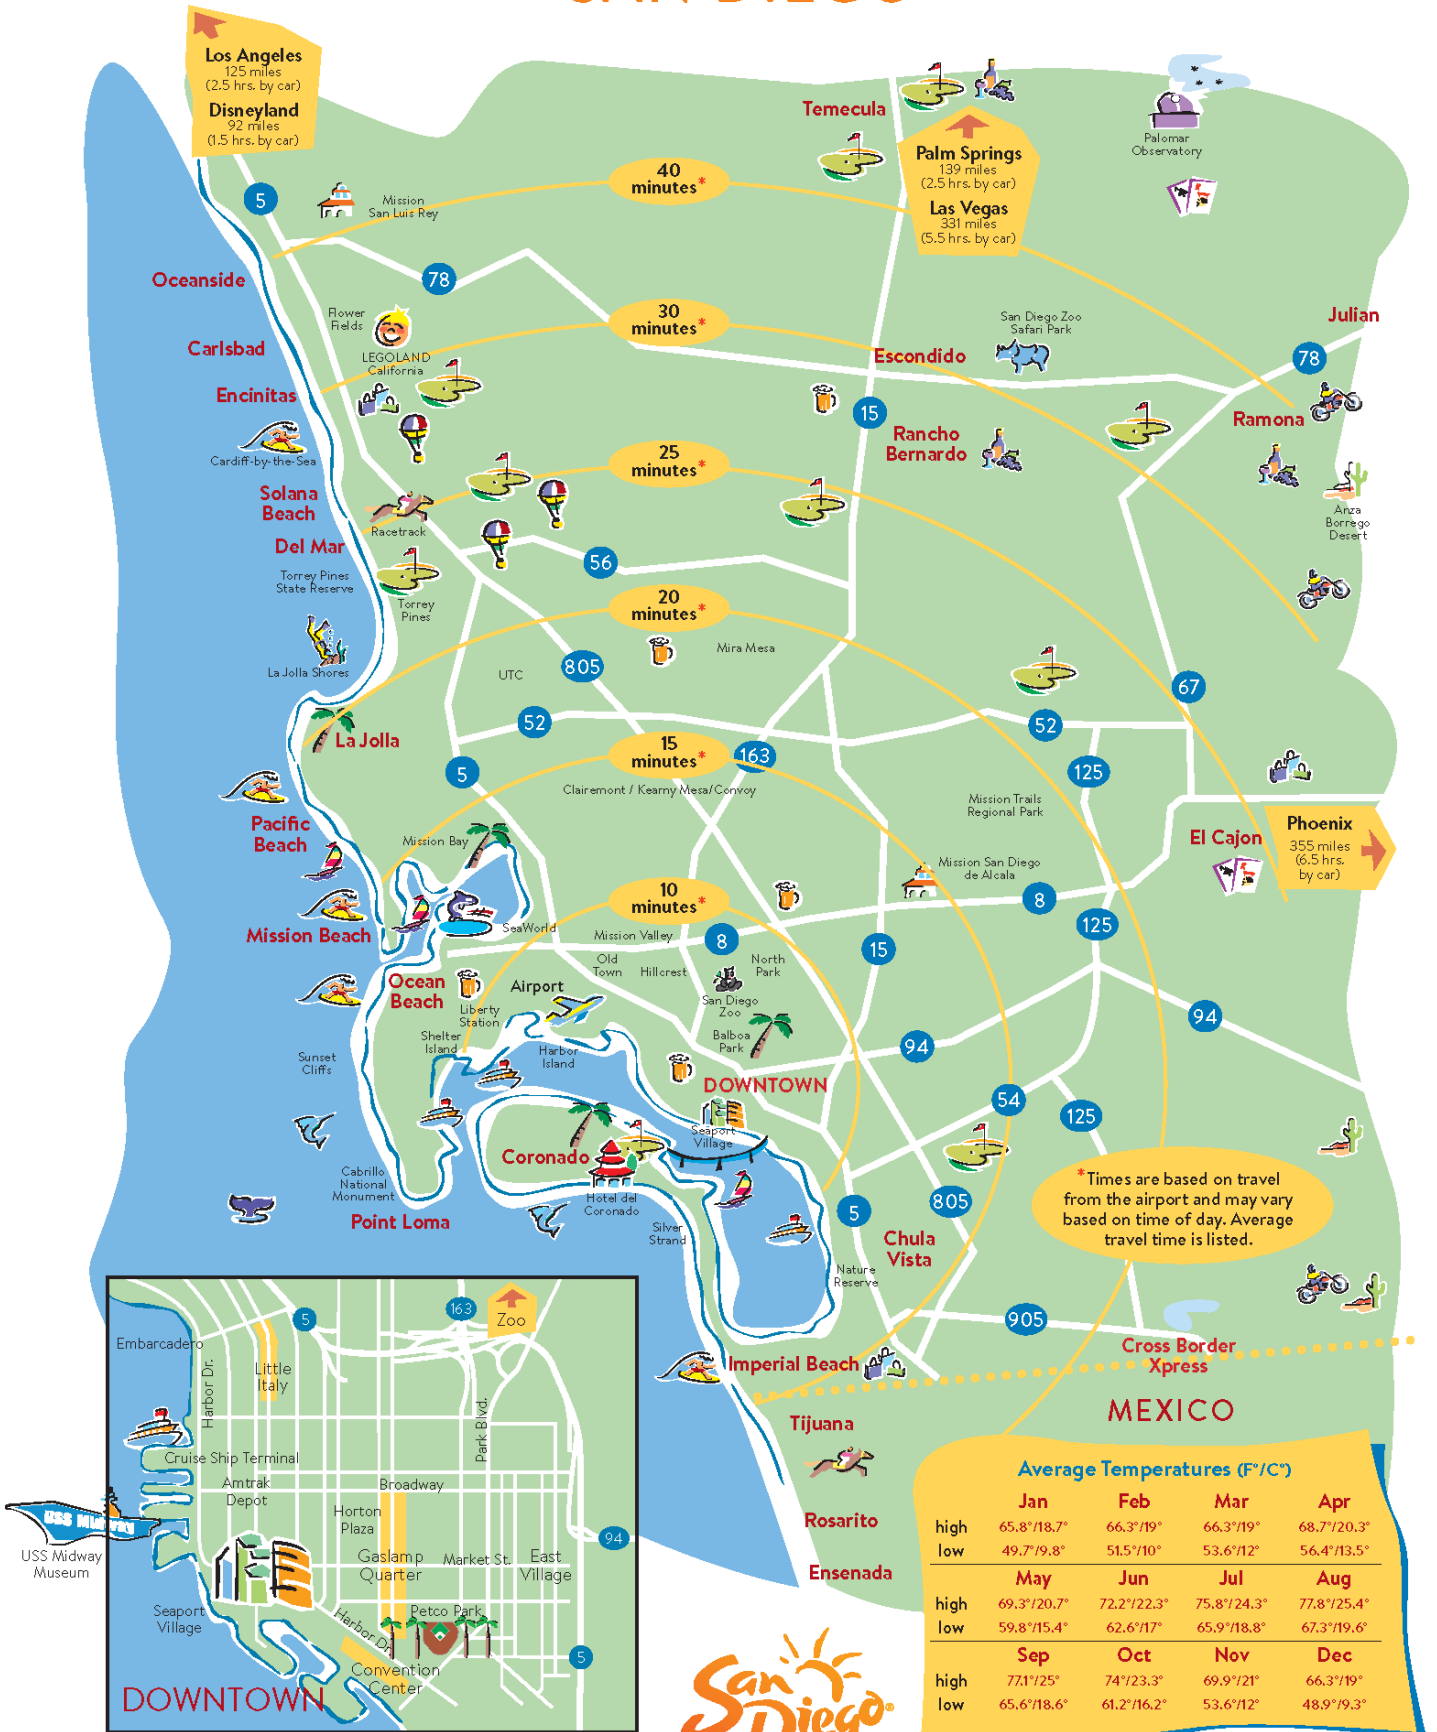 SAN DIEGO
Los Angeles
125 miles
(2.5 hrs. by car)
Disneyland
92 miles
(1.5 hrs. by car)
Temecula
Palm Springs
139 miles
(2.5 hrs. by car)
Las Vegas
331 miles
(5.5 hrs. by car)
Palomar
Observatory
40
minutes*
5
Mission
San Luis Rey
Oceanside
78
Flower
Fields
30
minutes*
San Diego Zoo
Safari Park
Julian
Carlsbad
LEGOLAND
California
Escondido
78
Encinitas
15
Ramona
Rancho
Bernardo
Cardiff-by-the-Sea
25
minutes*
Solana
Beach
Racetrack
Anza
Borrego
Desert
Del Mar
56
Torrey Pines
State Reserve
Torrey
Pines
20
minutes*
Mira Mesa
La Jolla Shores
UTC
805
67
52
52
La Jolla
15
minutes*
163
5
125
Clairemont / Kearny Mesa/Convoy
Mission Trails
Regional Park
Pacific
Beach
Mission Bay
El Cajon
Phoenix
355 miles
(6.5 hrs.
by car)
Mission San Diego
de Alcala
10
minutes*
8
Mission Beach
SeaWorld
Mission Valley
8
15
125
Old
Town
Hillcrest
North
Park
Ocean
Beach
Airport
San Diego
Zoo
Liberty
Station
94
Shelter
Island
Harbor
Island
Balboa
Park
94
Sunset
Cliffs
DOWNTOWN
54
125
Seaport
Village
Coronado
Cabrillo
National
Monument
Hotel del
Coronado
*Times are based on travel
from the airport and may vary
based on time of day. Average
travel time is listed.
Point Loma
Silver
Strand
5
805
Chula
Vista
Nature
Reserve
905
Cross Border
Xpress
Imperial Beach
MEXICO
Tijuana
Rosarito
Ensenada
5
163
Zoo
Embarcadero
Harbor Dr.
Little
Italy
Park Blvd.
Cruise Ship Terminal
Amtrak
Depot
Broadway
Horton
Plaza
USS MIDWAY
94
USS Midway
Museum
Gaslamp
Quarter
Market St.
East
Village
Seaport
Village
Harbor Dr.
Petco Park
5
Convention
Center
DOWNTOWN
San
Diego®
Average Temperatures (F°/C°)
Jan Feb Mar Apr
high 65.8°/18.7° 66.3°/19° 66.3°/19° 68.7°/20.3°
low 49.7°/9.8° 51.5°/10° 53.6°/12° 56.4°/13.5°
May Jun Jul Aug
high 69.3°/20.7° 72.2°/22.3° 75.8°/24.3° 77.8°/25.4°
low 59.8°/15.4° 62.6°/17° 65.9°/18.8° 67.3°/19.6°
Sep Oct Nov Dec
high 77.1°/25° 74°/23.3° 69.9°/21° 66.3°/19°
low 65.6°/18.6° 61.2°/16.2° 53.6°/12° 48.9°/9.3°